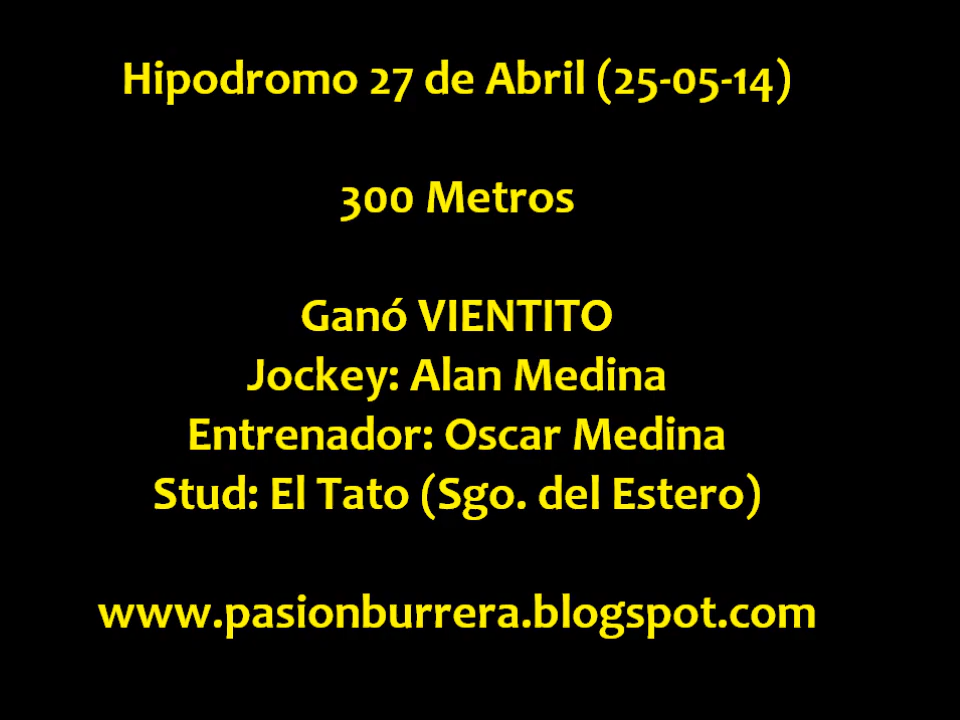 Hipodromo 27 de Abril (25-05-14)
300 Metros
Ganó VIENTITO
Jockey: Alan Medina
Entrenador: Oscar Medina
Stud: El Tato (Sgo. del Estero)
www.pasionburrera.blogspot.com